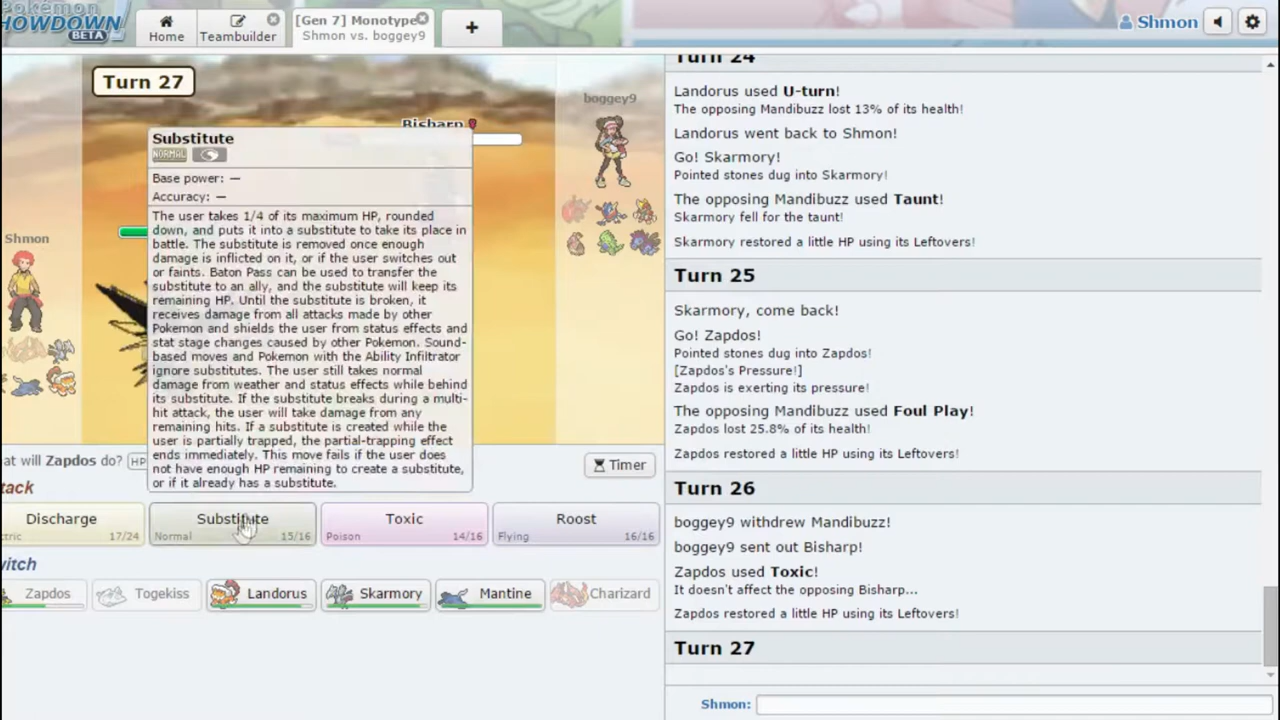 Pokémon
HOWDOWN
BETA
Home
Teambuilder
[Gen 7] Monotype
Shmon vs. boggey9
+
Shmon
Turn 27
boggey9
Bisharp
Shmon
Substitute
NORMAL
Base power: —
Accuracy: —
The user takes 1/4 of its maximum HP, rounded
down, and puts it into a substitute to take its place in
battle. The substitute is removed once enough
damage is inflicted on it, or if the user switches out
or faints. Baton Pass can be used to transfer the
substitute to an ally, and the substitute will keep its
remaining HP. Until the substitute is broken, it
receives damage from all attacks made by other
Pokemon and shields the user from status effects and
stat stage changes caused by other Pokemon. Sound-
based moves and Pokemon with the Ability Infiltrator
ignore substitutes. The user still takes normal
damage from weather and status effects while behind
its substitute. If the substitute breaks during a multi-
hit attack, the user will take damage from any
remaining hits. If a substitute is created while the
user is partially trapped, the partial-trapping effect
ends immediately. This move fails if the user does
not have enough HP remaining to create a substitute,
or if it already has a substitute.
at will Zapdos do? HP
Timer
tack
Discharge
tric 17/24
Substitute
Normal 15/16
Toxic
Poison 14/16
Roost
Flying 16/16
witch
Zapdos
Togekiss
Landorus
Skarmory
Mantine
Charizard
Turn 24
Landorus used U-turn!
The opposing Mandibuzz lost 13% of its health!
Landorus went back to Shmon!
Go! Skarmory!
Pointed stones dug into Skarmory!
The opposing Mandibuzz used Taunt!
Skarmory fell for the taunt!
Skarmory restored a little HP using its Leftovers!
Turn 25
Skarmory, come back!
Go! Zapdos!
Pointed stones dug into Zapdos!
[Zapdos's Pressure!]
Zapdos is exerting its pressure!
The opposing Mandibuzz used Foul Play!
Zapdos lost 25.8% of its health!
Zapdos restored a little HP using its Leftovers!
Turn 26
boggey9 withdrew Mandibuzz!
boggey9 sent out Bisharp!
Zapdos used Toxic!
It doesn't affect the opposing Bisharp...
Zapdos restored a little HP using its Leftovers!
Turn 27
Shmon: